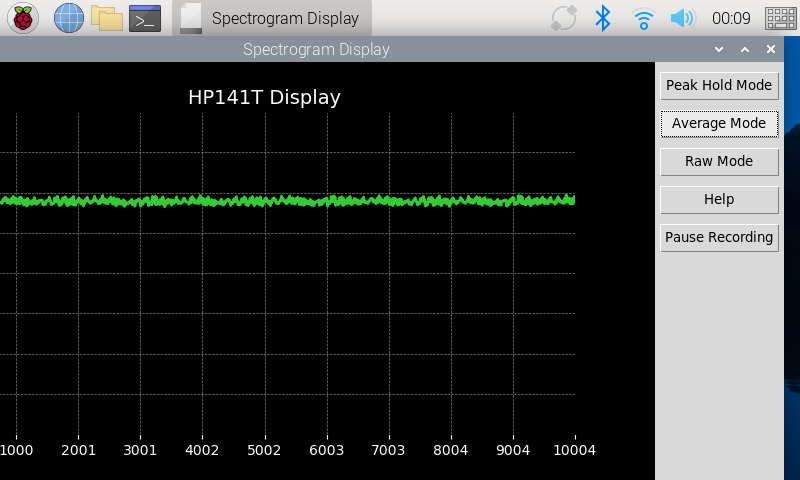 Spectrogram Display
00:09
Spectrogram Display
HP141T Display
Peak Hold Mode
Average Mode
Raw Mode
Help
Pause Recording
1000 2001 3001 4002 5002 6003 7003 8004 9004 10004